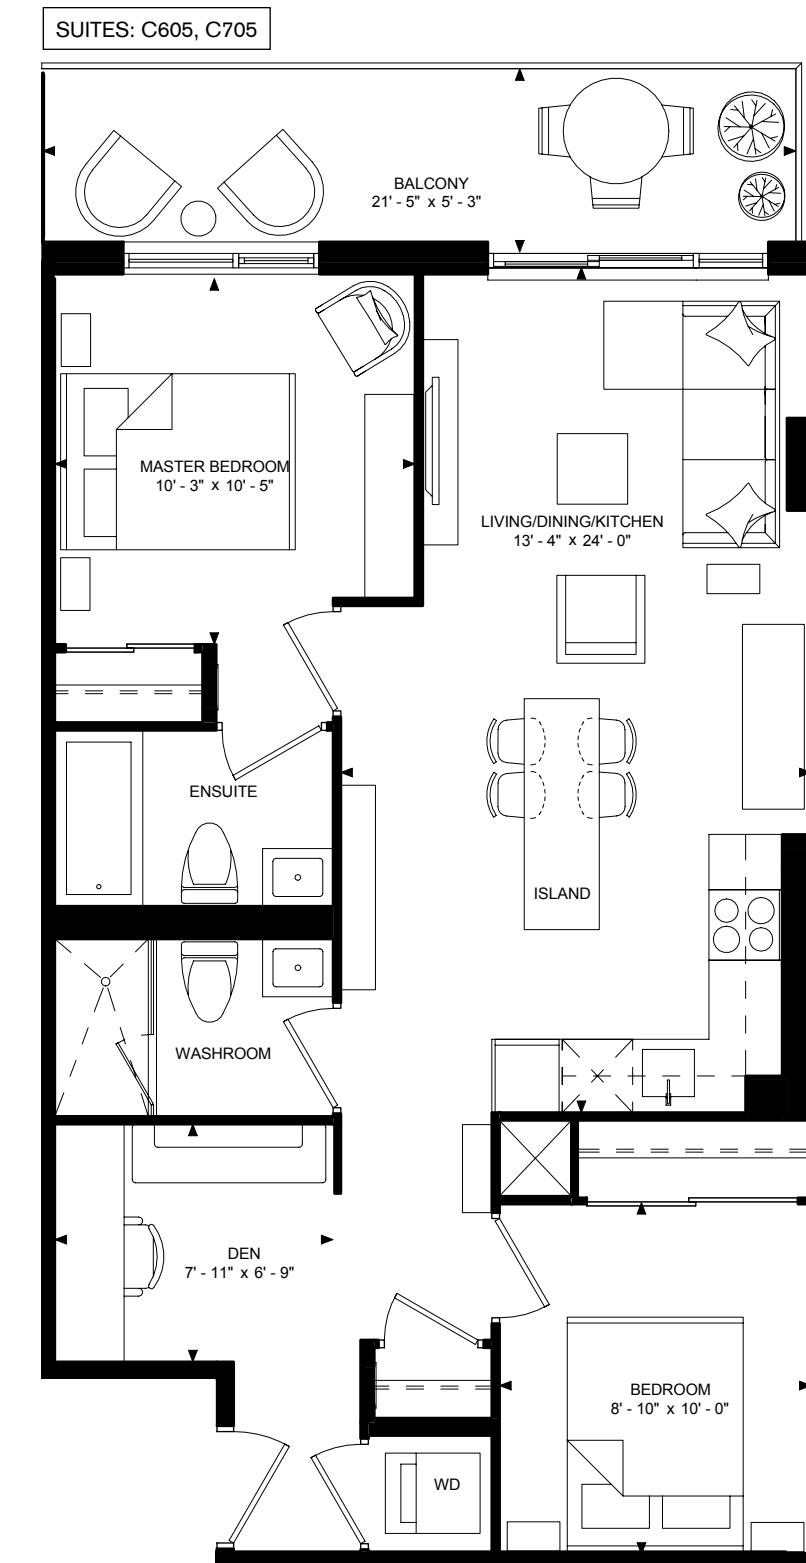 SUITES: C605, C705
BALCONY
21' - 5" x 5' - 3"
MASTER BEDROOM
10' - 3" x 10' - 5"
LIVING/DINING/KITCHEN
13' - 4" x 24' - 0"
ENSUITE
ISLAND
WASHROOM
DEN
7' - 11" x 6' - 9"
BEDROOM
8' - 10" x 10' - 0"
WD